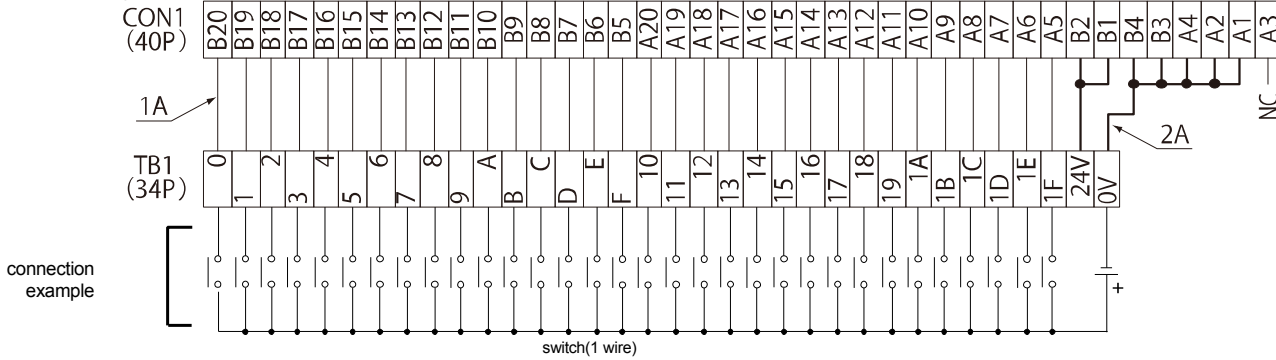 CON1 B20 B19 B18 B17 B16 B15 B14 B13 B12 B11 B10 B9 B8 B7 B6 B5 A20 A19 A18 A17 A16 A15 A14 A13 A12 A11 A10 A9 A8 A7 A6 A5 B2 B1 B4 B3 A4 A2 A1 A3
(40P)
1A
NC
2A
TB1 0 1 2 3 4 5 6 7 8 9 A B C D E F 10 11 12 13 14 15 16 17 18 19 1A 1B 1C 1D 1E 1F 24V 0V
(34P)
connection
example
+
switch(1 wire)